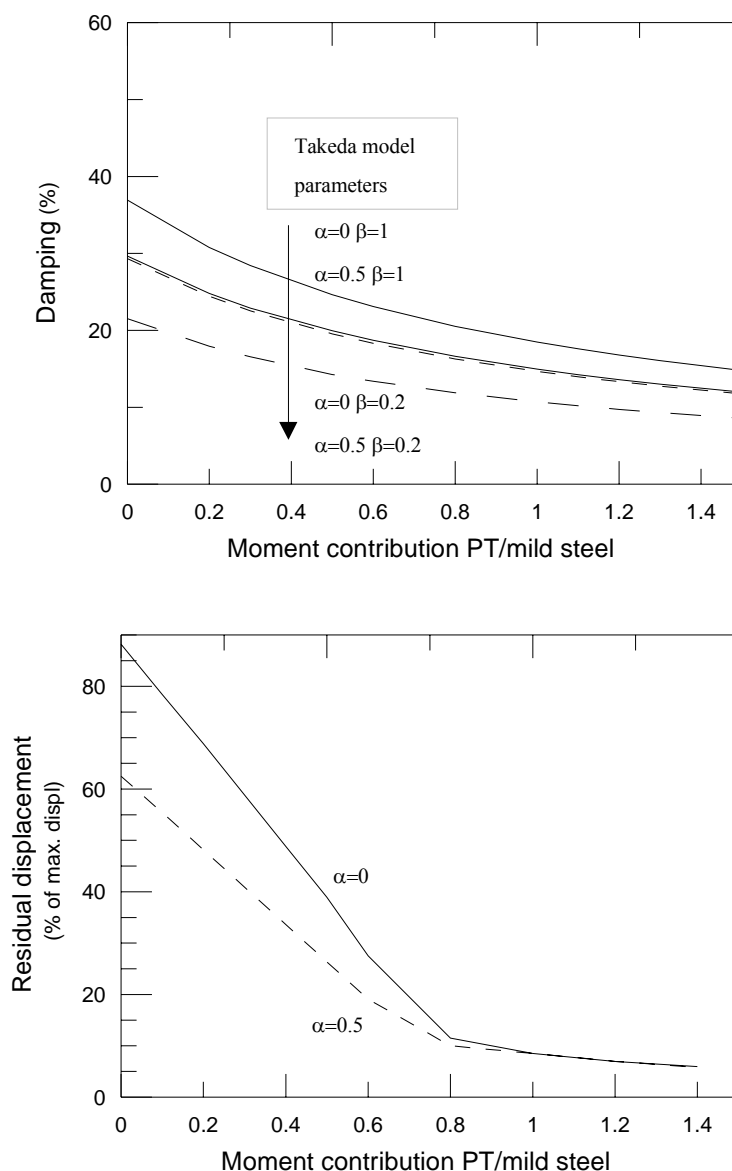 60
40
20
0
Damping (%)
Takeda model
parameters
α=0 β=1
α=0.5 β=1
α=0 β=0.2
α=0.5 β=0.2
0 0.2 0.4 0.6 0.8 1 1.2 1.4
Moment contribution PT/mild steel
80
60
40
20
0
Residual displacement
(% of max. displ)
α=0
α=0.5
0 0.2 0.4 0.6 0.8 1 1.2 1.4
Moment contribution PT/mild steel